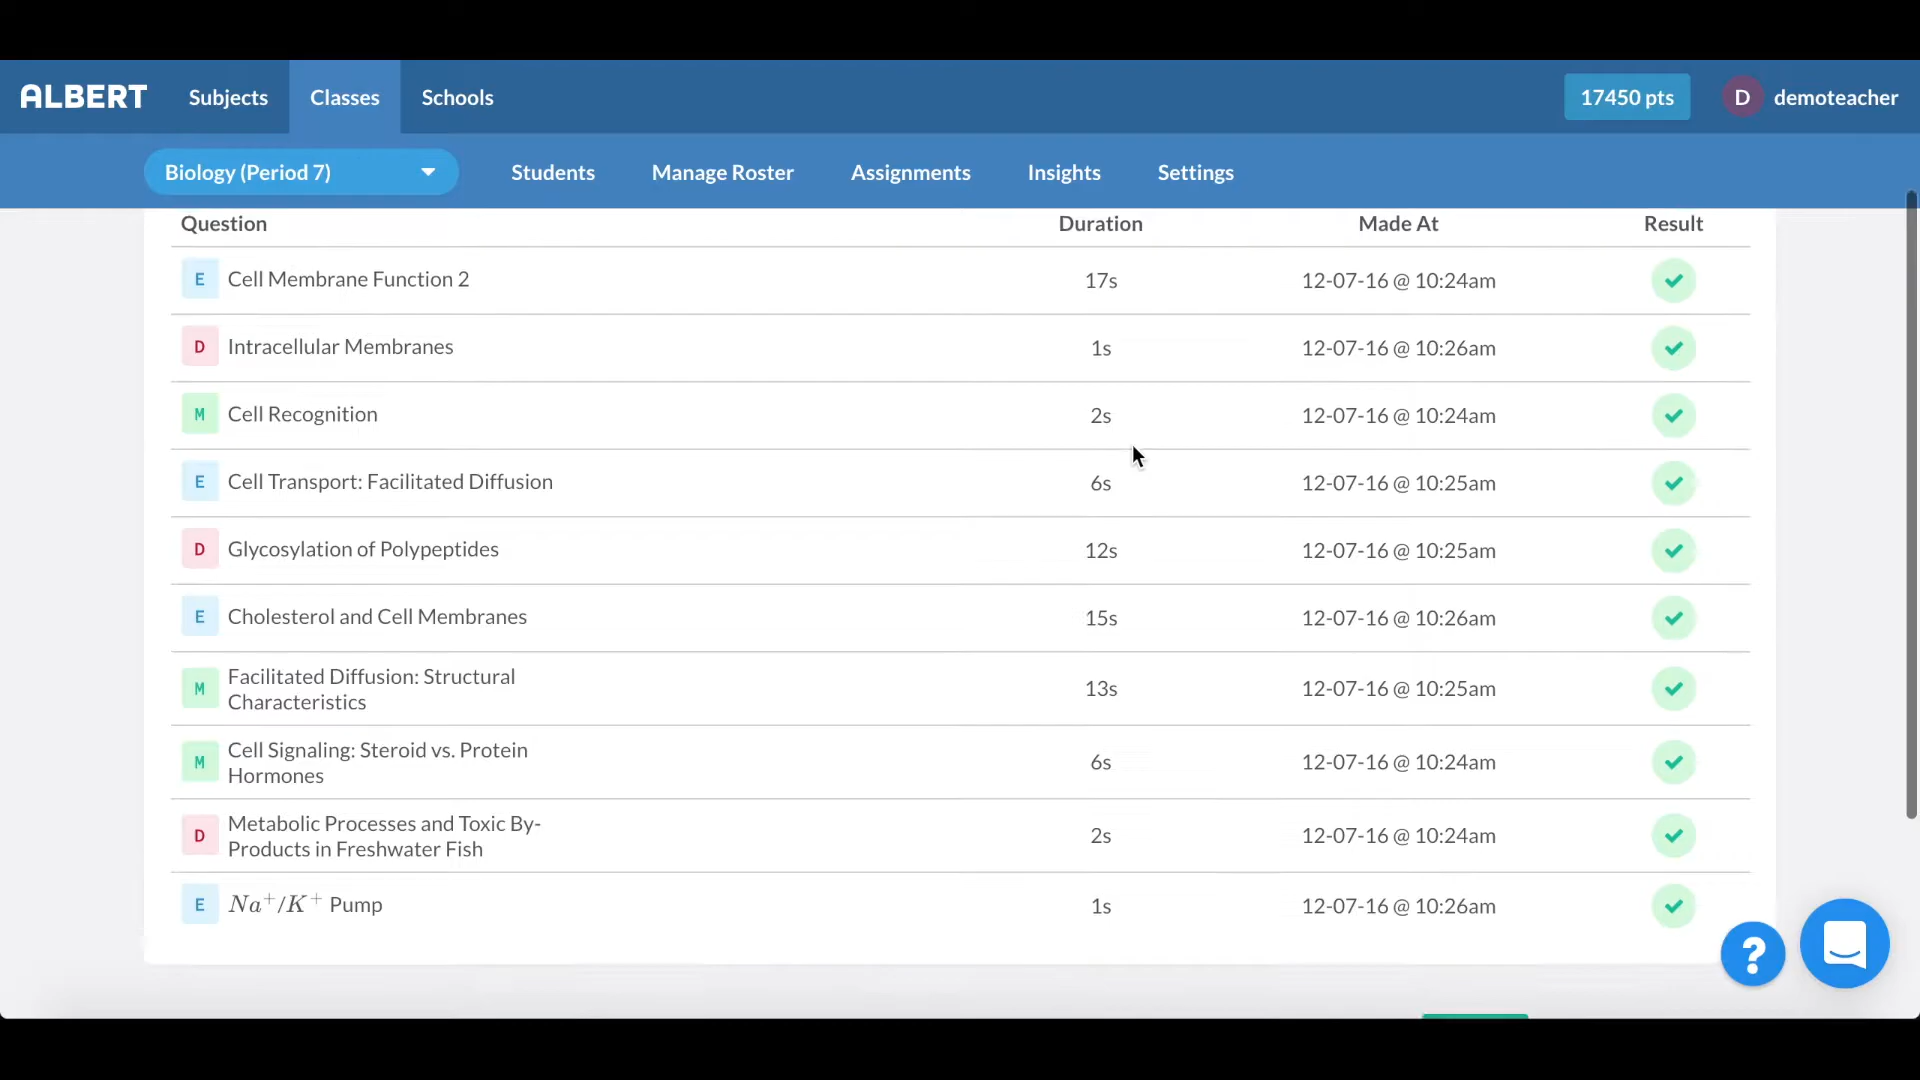 ALBERT Subjects Classes Schools 17450 pts D demoteacher
Biology (Period 7) Students Manage Roster Assignments Insights Settings
Question Duration Made At Result
E Cell Membrane Function 2 17s 12-07-16 @ 10:24am
D Intracellular Membranes 1s 12-07-16 @ 10:26am
M Cell Recognition 2s 12-07-16 @ 10:24am
E Cell Transport: Facilitated Diffusion 6s 12-07-16 @ 10:25am
D Glycosylation of Polypeptides 12s 12-07-16 @ 10:25am
E Cholesterol and Cell Membranes 15s 12-07-16 @ 10:26am
M Facilitated Diffusion: Structural
Characteristics 13s 12-07-16 @ 10:25am
M Cell Signaling: Steroid vs. Protein
Hormones 6s 12-07-16 @ 10:24am
D Metabolic Processes and Toxic By-
Products in Freshwater Fish 2s 12-07-16 @ 10:24am
E Na⁺/K⁺ Pump 1s 12-07-16 @ 10:26am
?